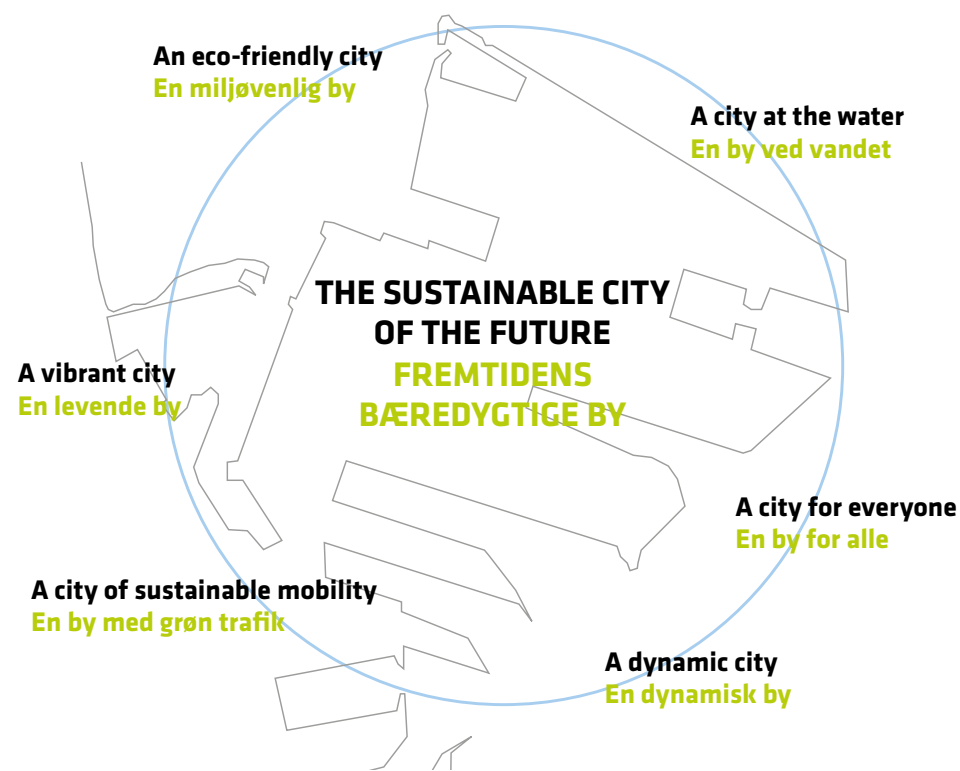 An eco-friendly city
En miljøvenlig by
A city at the water
En by ved vandet
THE SUSTAINABLE CITY
OF THE FUTURE
FREMTIDENS
BÆREDYGTIGE BY
A vibrant city
En levende by
A city for everyone
En by for alle
A city of sustainable mobility
En by med grøn trafik
A dynamic city
En dynamisk by